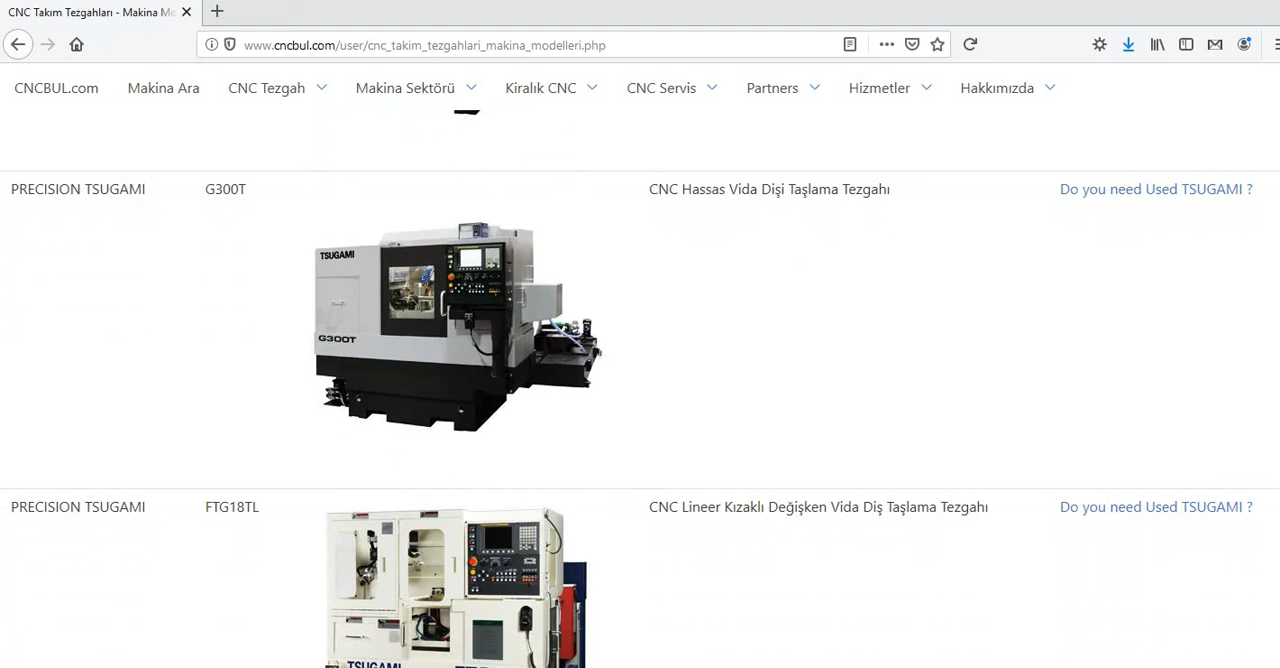 CNC Takım Tezgahları - Makina Mo
www.cncbul.com/user/cnc_takim_tezgahlari_makina_modelleri.php
CNCBUL.com Makina Ara CNC Tezgah Makina Sektörü Kiralık CNC CNC Servis Partners Hizmetler Hakkımızda
PRECISION TSUGAMI G300T CNC Hassas Vida Dişi Taşlama Tezgahı Do you need Used TSUGAMI ?
TSUGAMI
G300T
PRECISION TSUGAMI FTG18TL CNC Lineer Kızaklı Değişken Vida Diş Taşlama Tezgahı Do you need Used TSUGAMI ?
TSUGAMI